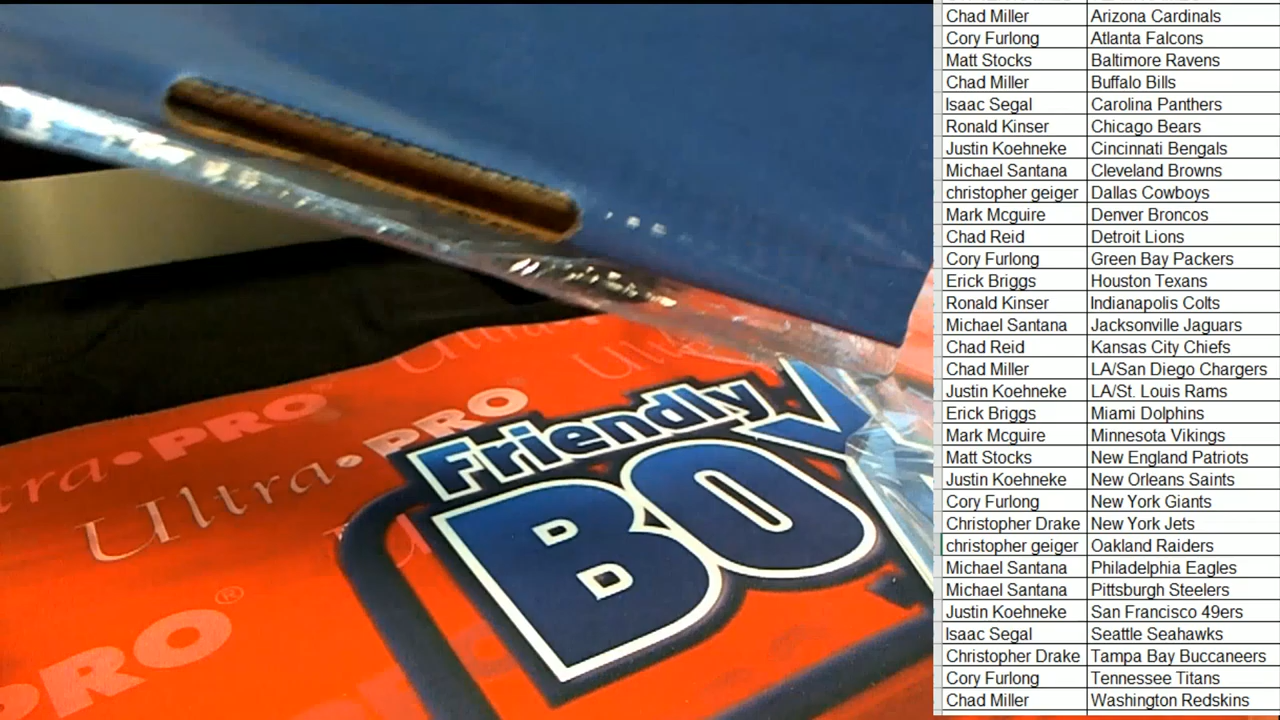 Chad Miller Arizona Cardinals
Cory Furlong Atlanta Falcons
Matt Stocks Baltimore Ravens
Chad Miller Buffalo Bills
Isaac Segal Carolina Panthers
Ronald Kinser Chicago Bears
Justin Koehneke Cincinnati Bengals
Michael Santana Cleveland Browns
christopher geiger Dallas Cowboys
Mark Mcguire Denver Broncos
Chad Reid Detroit Lions
Cory Furlong Green Bay Packers
Erick Briggs Houston Texans
Ronald Kinser Indianapolis Colts
Michael Santana Jacksonville Jaguars
Chad Reid Kansas City Chiefs
Chad Miller LA/San Diego Chargers
Justin Koehneke LA/St. Louis Rams
Erick Briggs Miami Dolphins
Mark Mcguire Minnesota Vikings
Matt Stocks New England Patriots
Justin Koehneke New Orleans Saints
Cory Furlong New York Giants
Christopher Drake New York Jets
christopher geiger Oakland Raiders
Michael Santana Philadelphia Eagles
Michael Santana Pittsburgh Steelers
Justin Koehneke San Francisco 49ers
Isaac Segal Seattle Seahawks
Christopher Drake Tampa Bay Buccaneers
Cory Furlong Tennessee Titans
Chad Miller Washington Redskins
tra•PRO®
Ultra•PRO®
PRO®
Friendly
BO